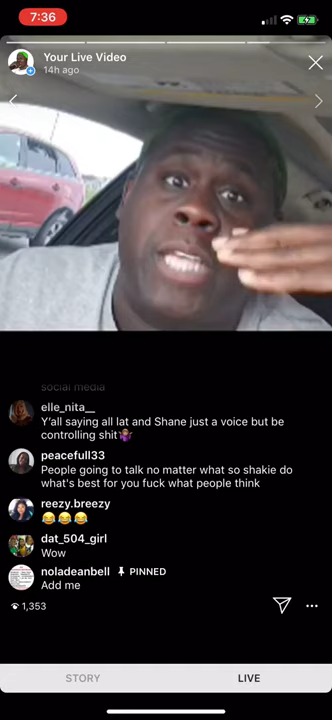 7:36
Your Live Video
14h ago
social media
elle_nita__
Y'all saying all lat and Shane just a voice but be
controlling shit🤷🏽‍♀️
peacefull33
People going to talk no matter what so shakie do
what's best for you fuck what people think
reezy.breezy
😂😂😂
dat_504_girl
Wow
noladeanbell PINNED
Add me
1,353
STORY LIVE